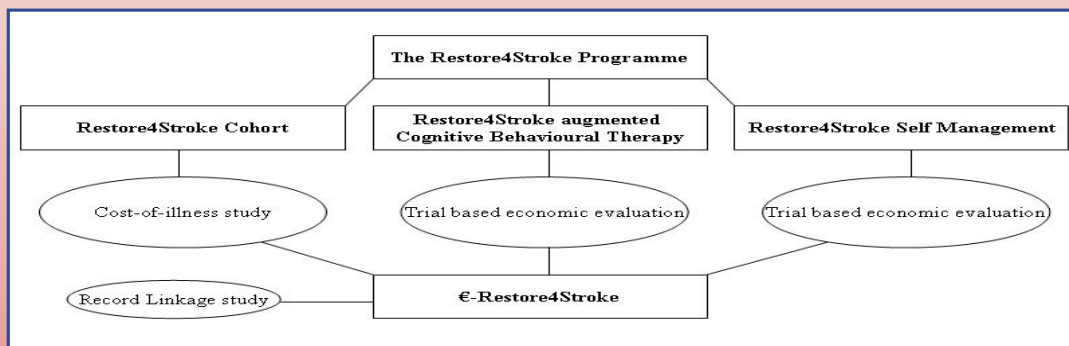 The Restore4Stroke Programme
Restore4Stroke Cohort
Restore4Stroke augmented
Cognitive Behavioural Therapy
Restore4Stroke Self Management
Cost-of-illness study
Trial based economic evaluation
Trial based economic evaluation
Record Linkage study
€-Restore4Stroke